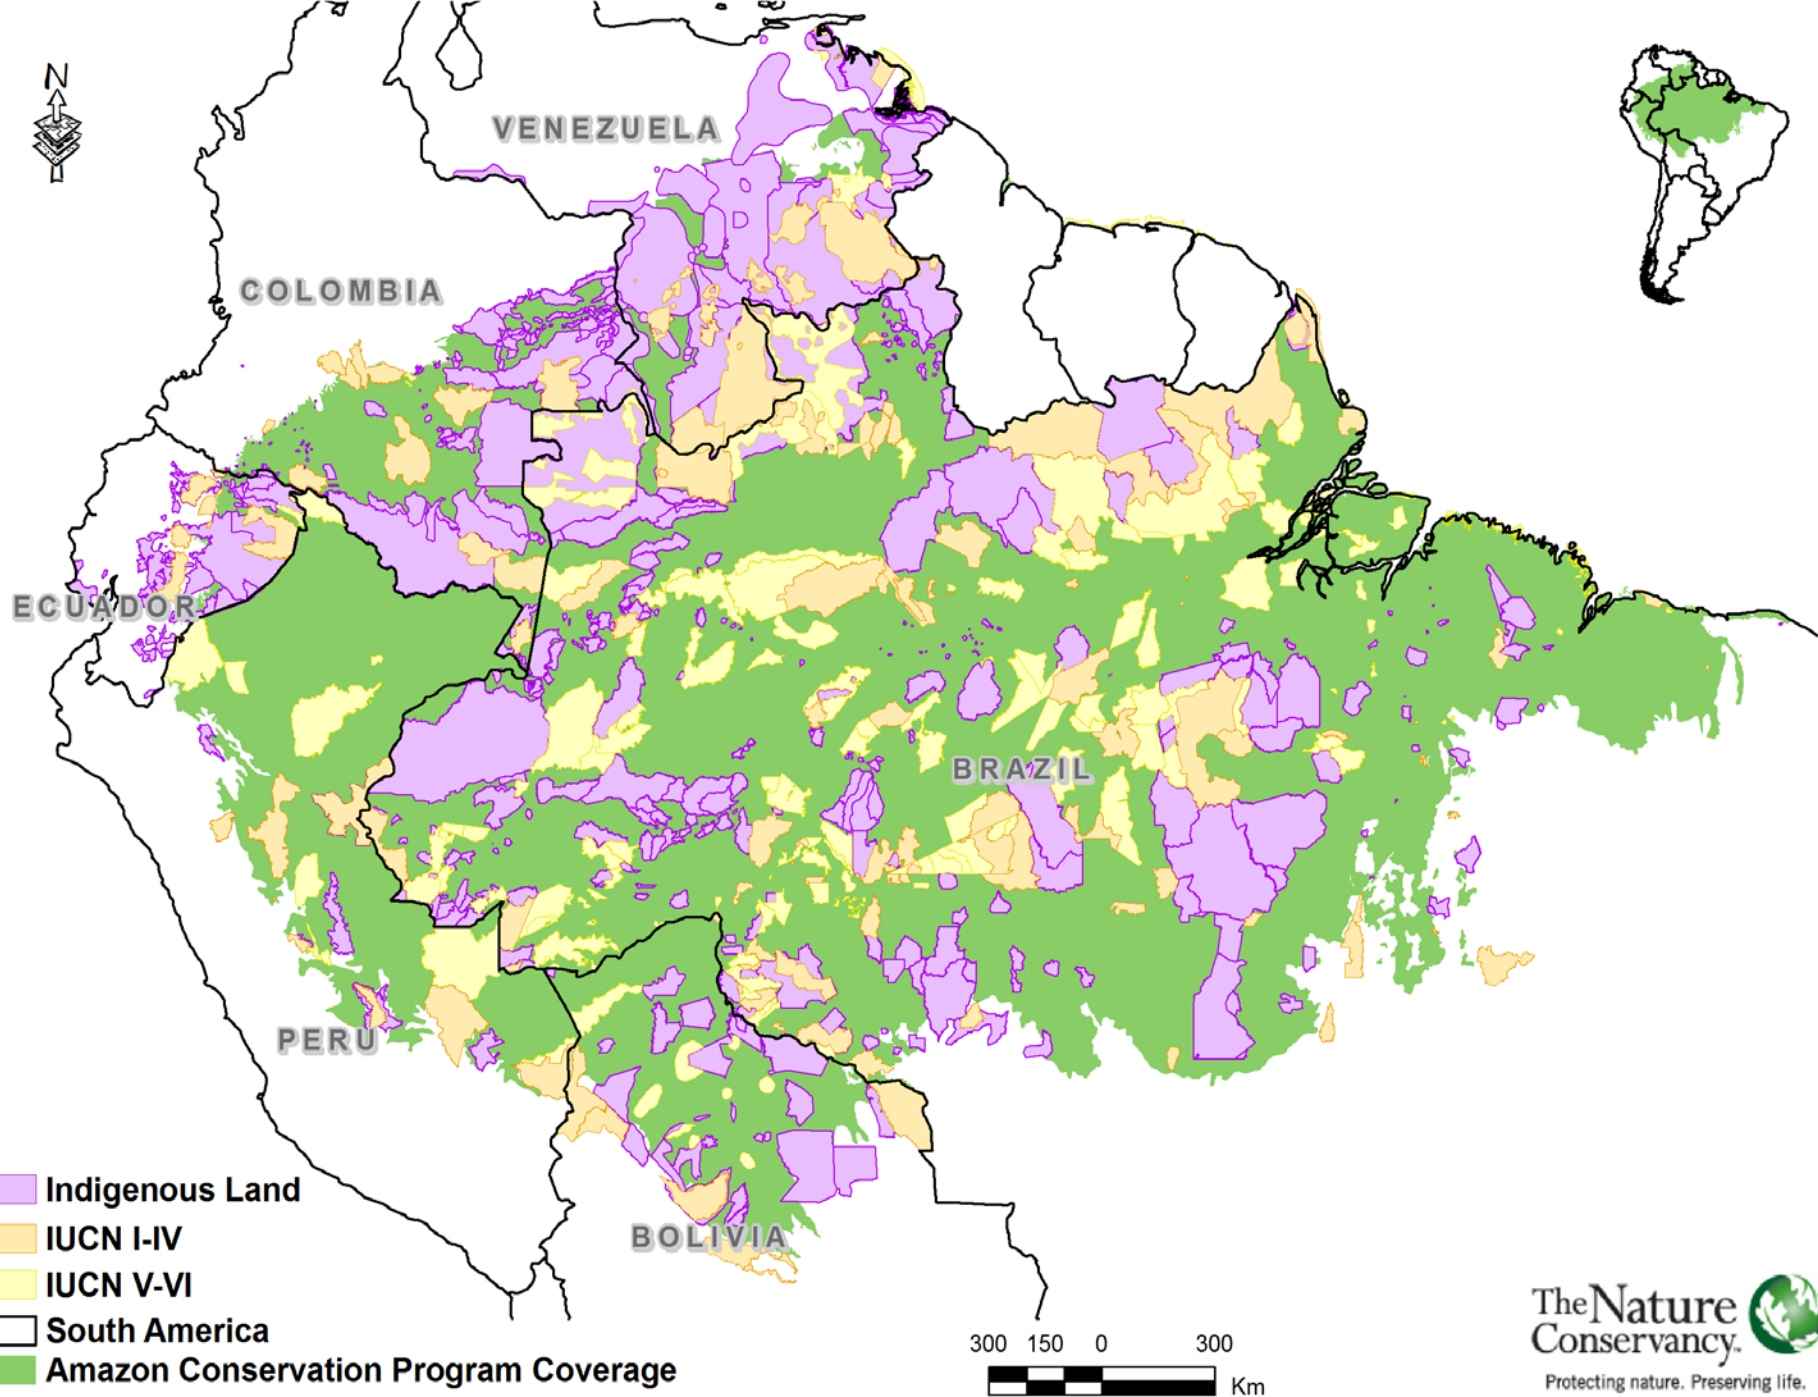 N
VENEZUELA
COLOMBIA
ECUADOR
BRAZIL
PERU
BOLIVIA
Indigenous Land
IUCN I-IV
IUCN V-VI
South America
Amazon Conservation Program Coverage
300 150 0 300
Km
The Nature
Conservancy
Protecting nature. Preserving life.